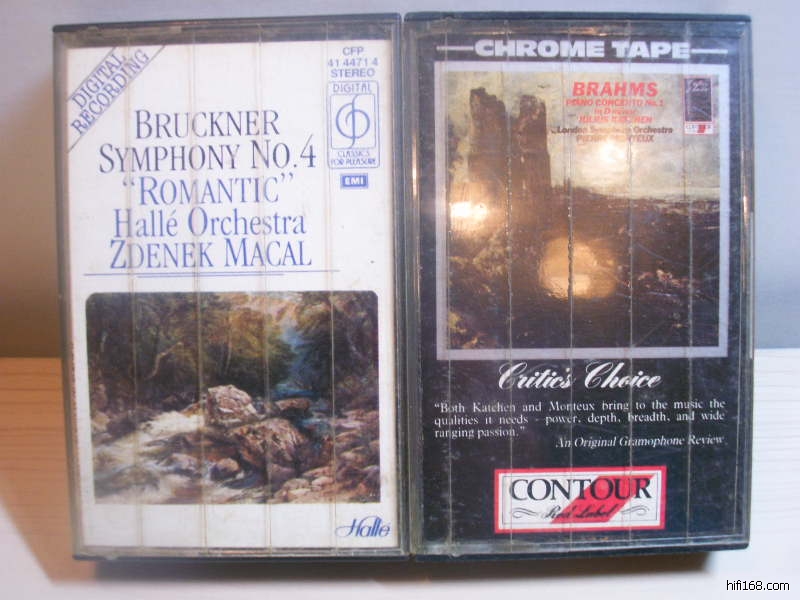 DIGITAL
RECORDING
CFP
41 4471 4
STEREO
DIGITAL
CLASSICS
FOR PLEASURE
EMI
BRUCKNER
SYMPHONY NO.4
“ROMANTIC”
Hallé Orchestra
ZDENEK MACAL
Hallé
CHROME TAPE
BRAHMS
PIANO CONCERTO No.1
in D minor
JULIUS KATCHEN
London Symphony Orchestra
PIERRE MONTEUX
Critic's Choice
“Both Katchen and Monteux bring to the music the
qualities it needs - power, depth, breadth, and wide
ranging passion.”
An Original Gramophone Review
CONTOUR
Red Label
hifi168.com